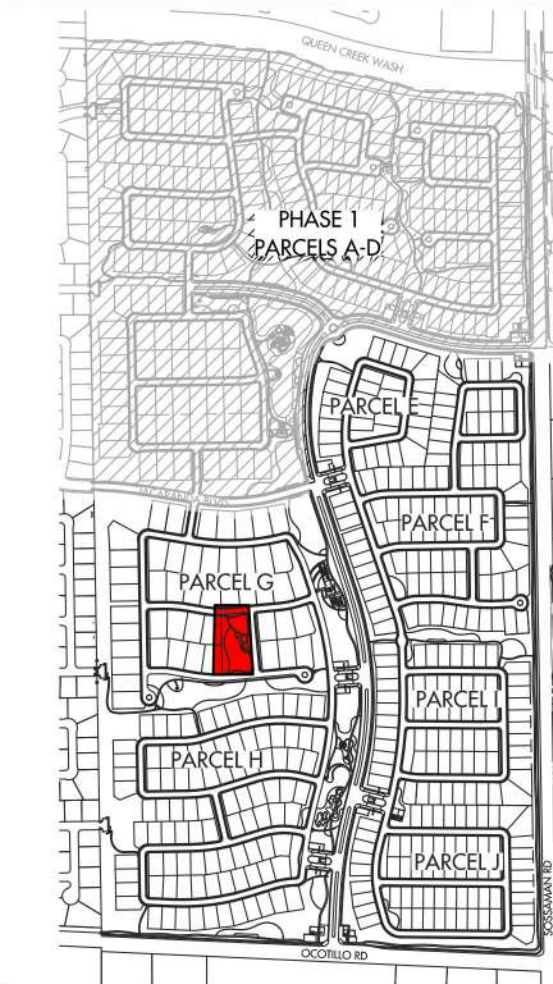 QUEEN CREEK WASH
PHASE 1
PARCELS A-D
PARCEL E
JACARANDA BLVD
PARCEL F
PARCEL G
PARCEL I
PARCEL H
PARCEL J
SOSSAMAN RD
OCOTILLO RD